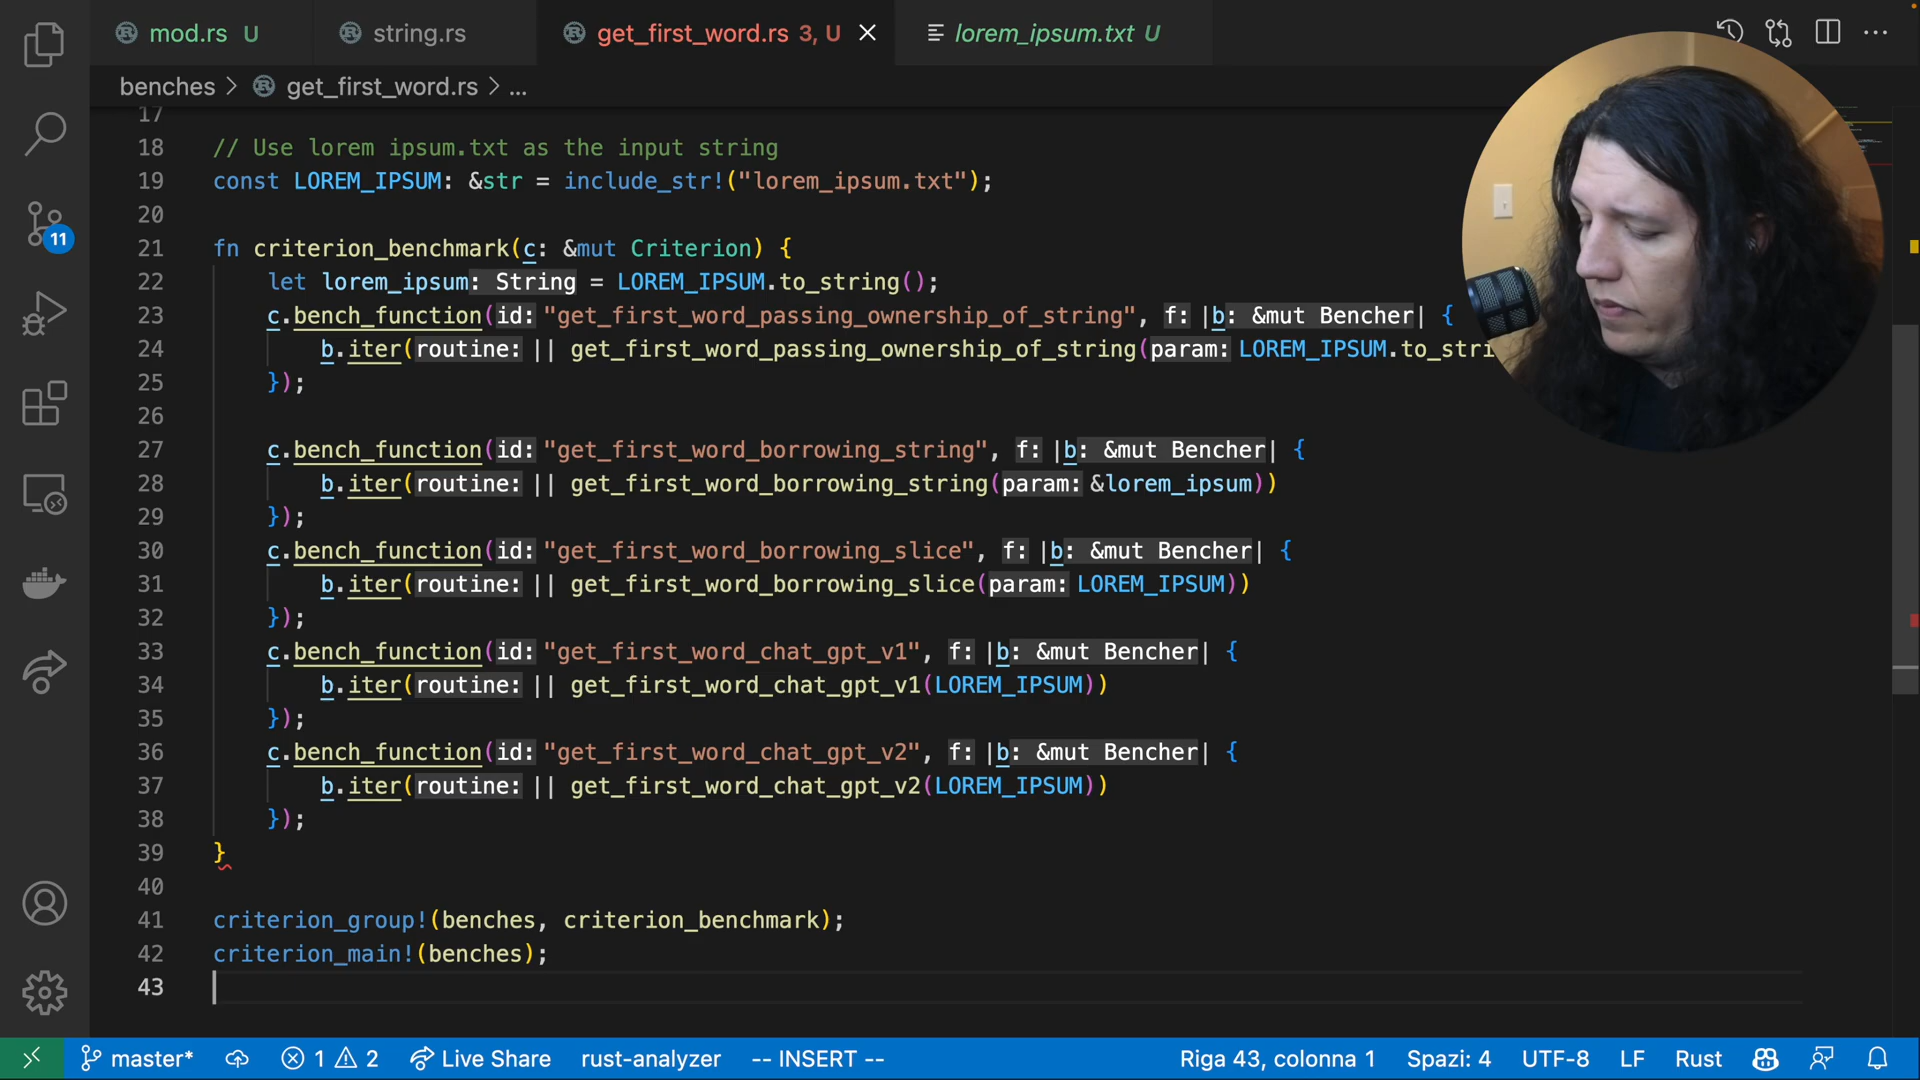 mod.rs U
string.rs
get_first_word.rs 3, U
lorem_ipsum.txt U
benches > get_first_word.rs > ...
17
18 // Use lorem ipsum.txt as the input string
19 const LOREM_IPSUM: &str = include_str!("lorem_ipsum.txt");
20
21 fn criterion_benchmark(c: &mut Criterion) {
22 let lorem_ipsum: String = LOREM_IPSUM.to_string();
23 c.bench_function(id: "get_first_word_passing_ownership_of_string", f: |b: &mut Bencher| {
24 b.iter(routine: || get_first_word_passing_ownership_of_string(param: LOREM_IPSUM.to_stri
25 });
26
27 c.bench_function(id: "get_first_word_borrowing_string", f: |b: &mut Bencher| {
28 b.iter(routine: || get_first_word_borrowing_string(param: &lorem_ipsum))
29 });
30 c.bench_function(id: "get_first_word_borrowing_slice", f: |b: &mut Bencher| {
31 b.iter(routine: || get_first_word_borrowing_slice(param: LOREM_IPSUM))
32 });
33 c.bench_function(id: "get_first_word_chat_gpt_v1", f: |b: &mut Bencher| {
34 b.iter(routine: || get_first_word_chat_gpt_v1(LOREM_IPSUM))
35 });
36 c.bench_function(id: "get_first_word_chat_gpt_v2", f: |b: &mut Bencher| {
37 b.iter(routine: || get_first_word_chat_gpt_v2(LOREM_IPSUM))
38 });
39 }
40
41 criterion_group!(benches, criterion_benchmark);
42 criterion_main!(benches);
43
11
master* 1 2 Live Share rust-analyzer -- INSERT -- Riga 43, colonna 1 Spazi: 4 UTF-8 LF Rust